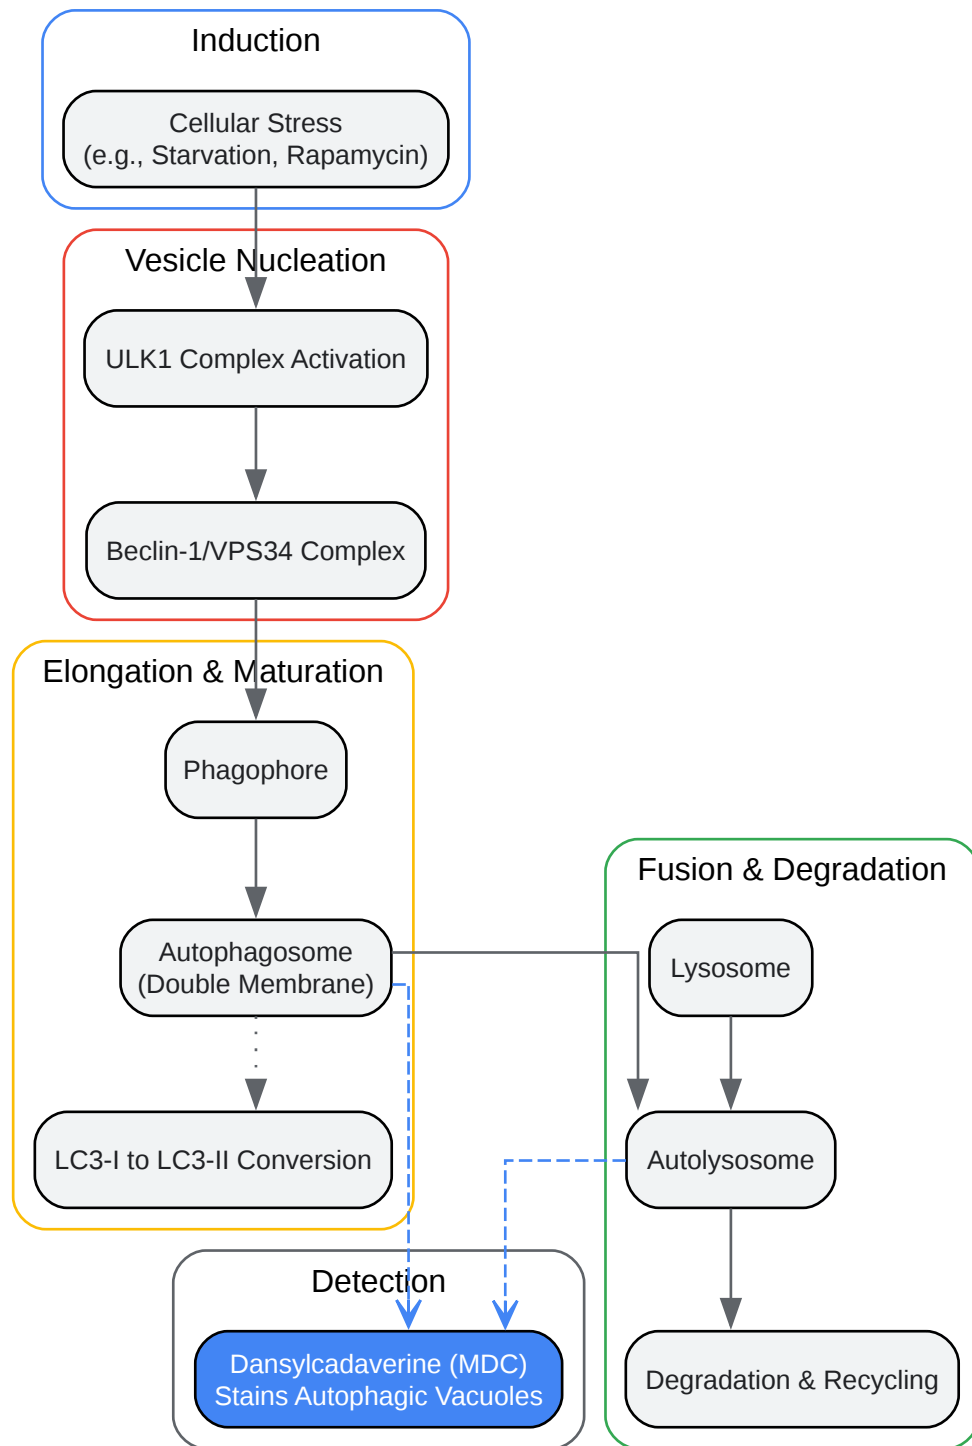 Induction
Cellular Stress
(e.g., Starvation, Rapamycin)
Vesicle Nucleation
ULK1 Complex Activation
Beclin-1/VPS34 Complex
Elongation & Maturation
Phagophore
Autophagosome
(Double Membrane)
LC3-I to LC3-II Conversion
Fusion & Degradation
Lysosome
Autolysosome
Degradation & Recycling
Detection
Dansylcadaverine (MDC)
Stains Autophagic Vacuoles